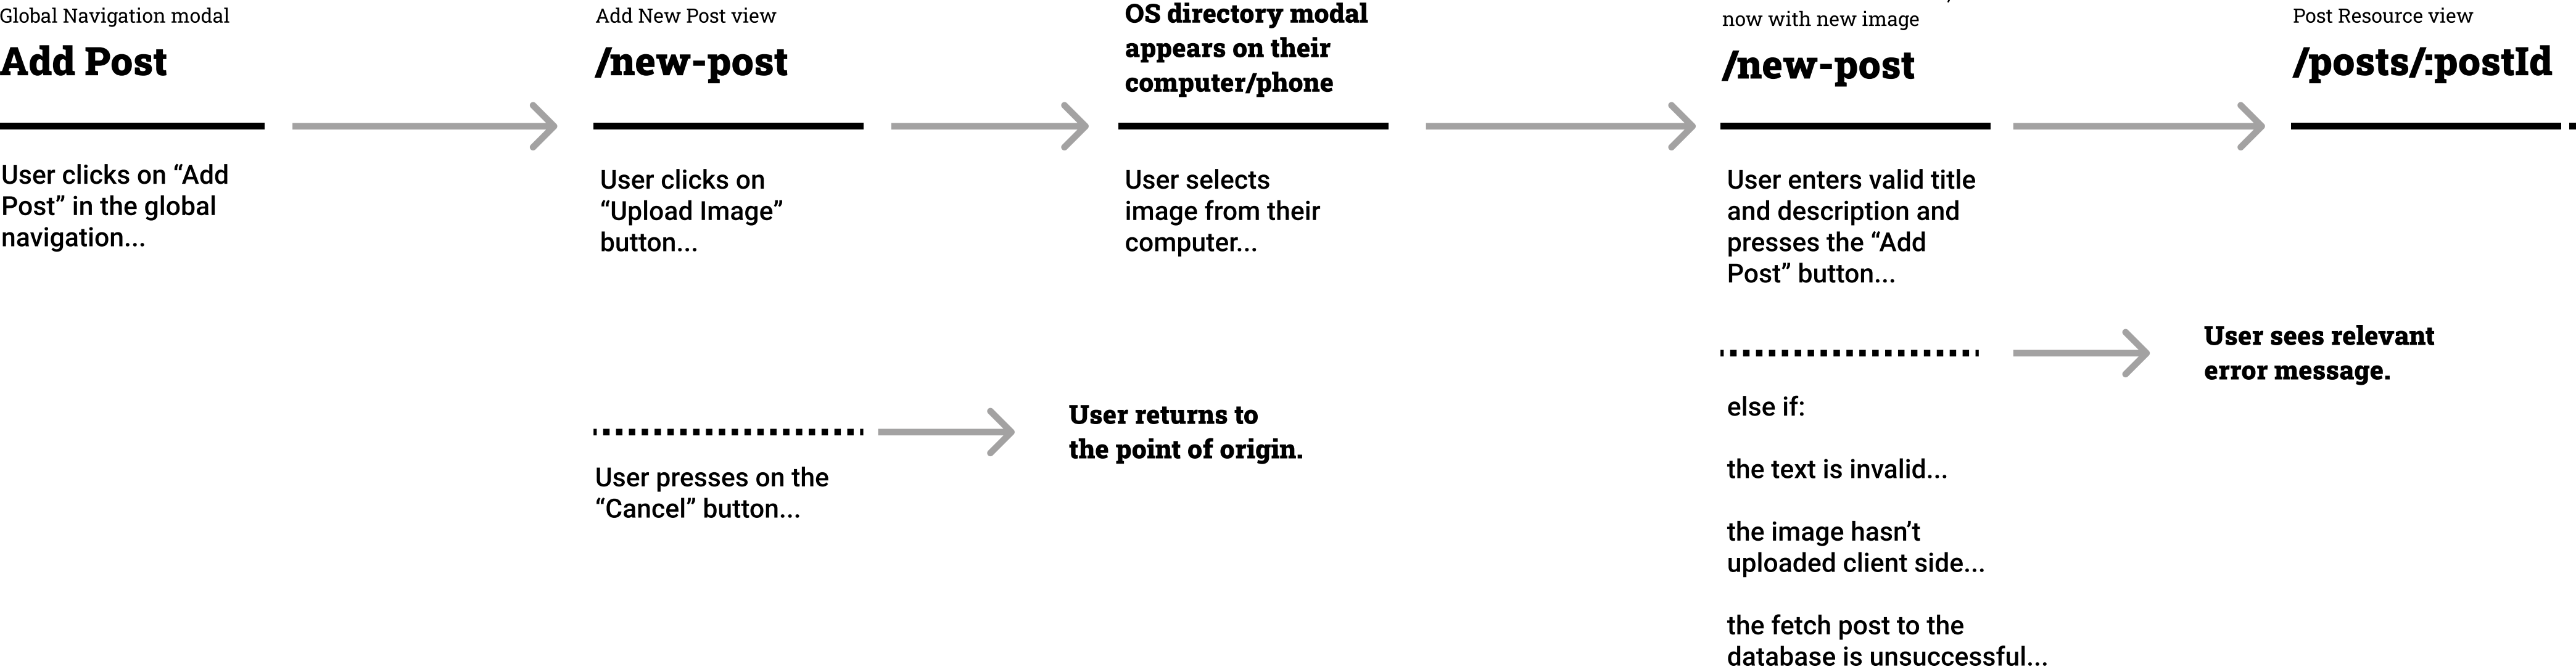 Global Navigation modal
Add Post
User clicks on “Add
Post” in the global
navigation...
Add New Post view
/new-post
User clicks on
“Upload Image”
button...
User presses on the
“Cancel” button...
OS directory modal
appears on their
computer/phone
User selects
image from their
computer...
User returns to
the point of origin.
now with new image
/new-post
User enters valid title
and description and
presses the “Add
Post” button...
else if:
the text is invalid...
the image hasn’t
uploaded client side...
the fetch post to the
database is unsuccessful...
Post Resource view
/posts/:postId
User sees relevant
error message.